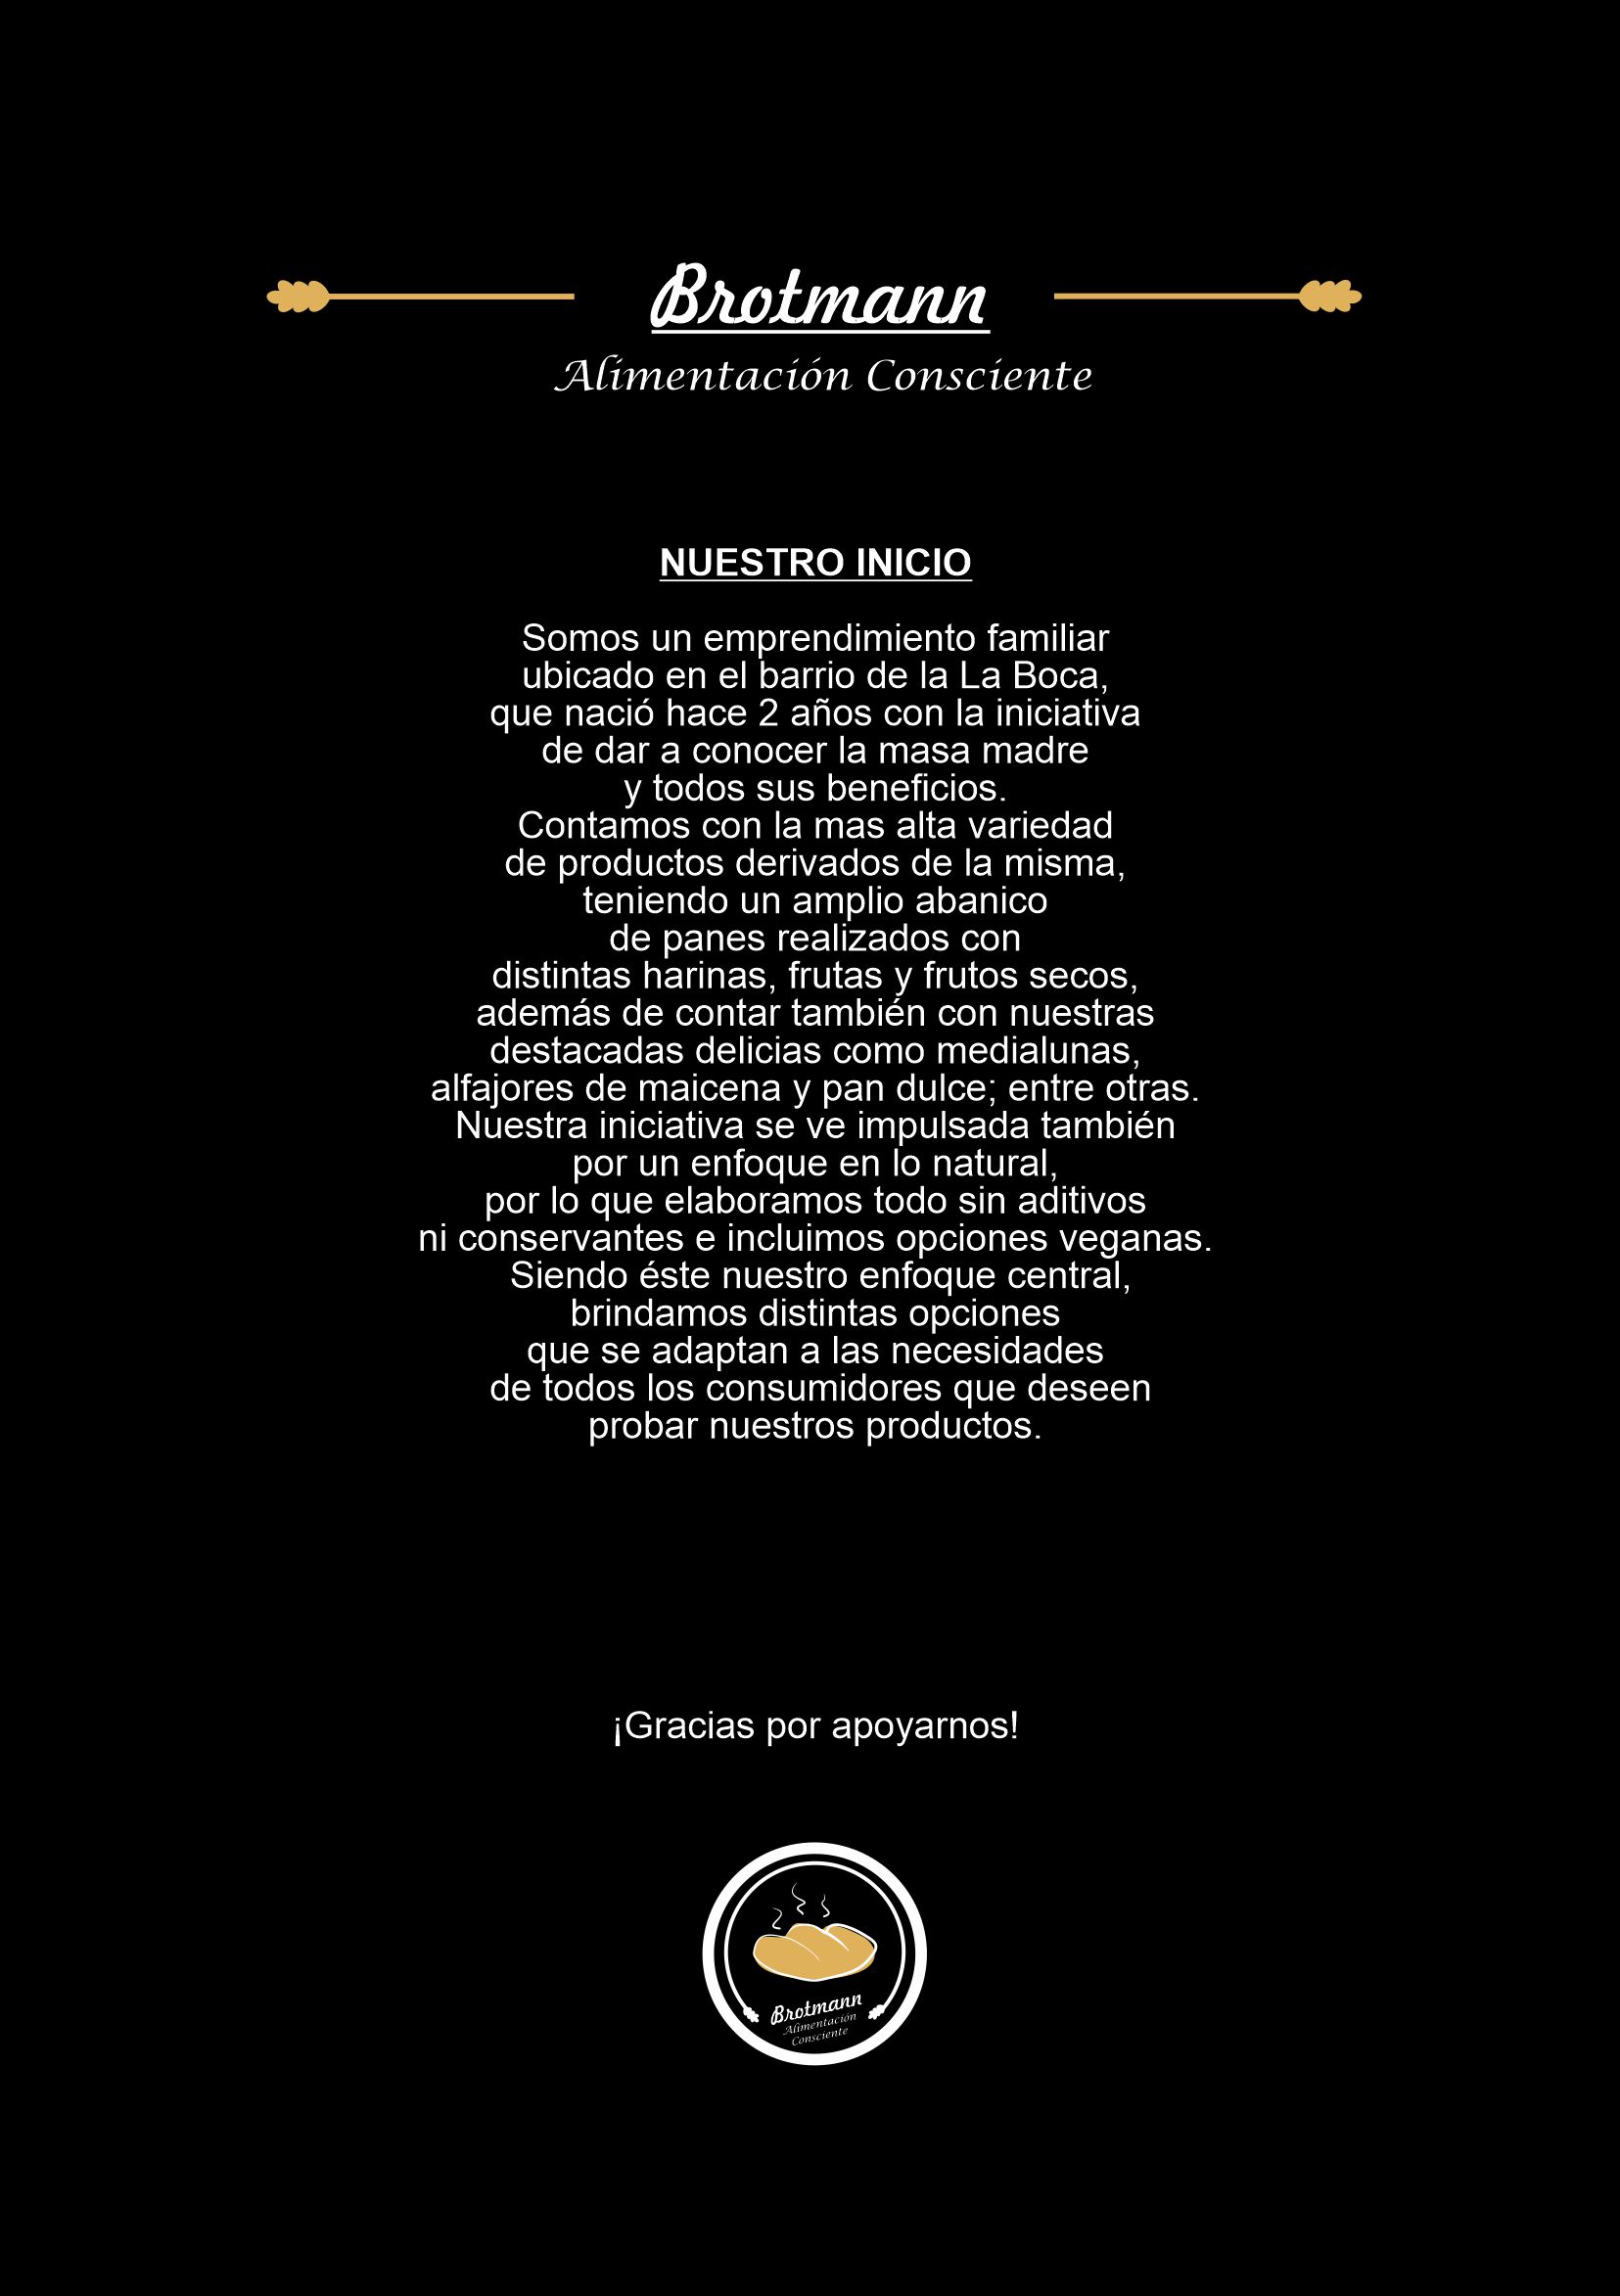 Brotmann
Alimentación Consciente
NUESTRO INICIO
Somos un emprendimiento familiar
ubicado en el barrio de la La Boca,
que nació hace 2 años con la iniciativa
de dar a conocer la masa madre
y todos sus beneficios.
Contamos con la mas alta variedad
de productos derivados de la misma,
teniendo un amplio abanico
de panes realizados con
distintas harinas, frutas y frutos secos,
además de contar también con nuestras
destacadas delicias como medialunas,
alfajores de maicena y pan dulce; entre otras.
Nuestra iniciativa se ve impulsada también
por un enfoque en lo natural,
por lo que elaboramos todo sin aditivos
ni conservantes e incluimos opciones veganas.
Siendo éste nuestro enfoque central,
brindamos distintas opciones
que se adaptan a las necesidades
de todos los consumidores que deseen
probar nuestros productos.
¡Gracias por apoyarnos!
Brotmann
Alimentación
Consciente